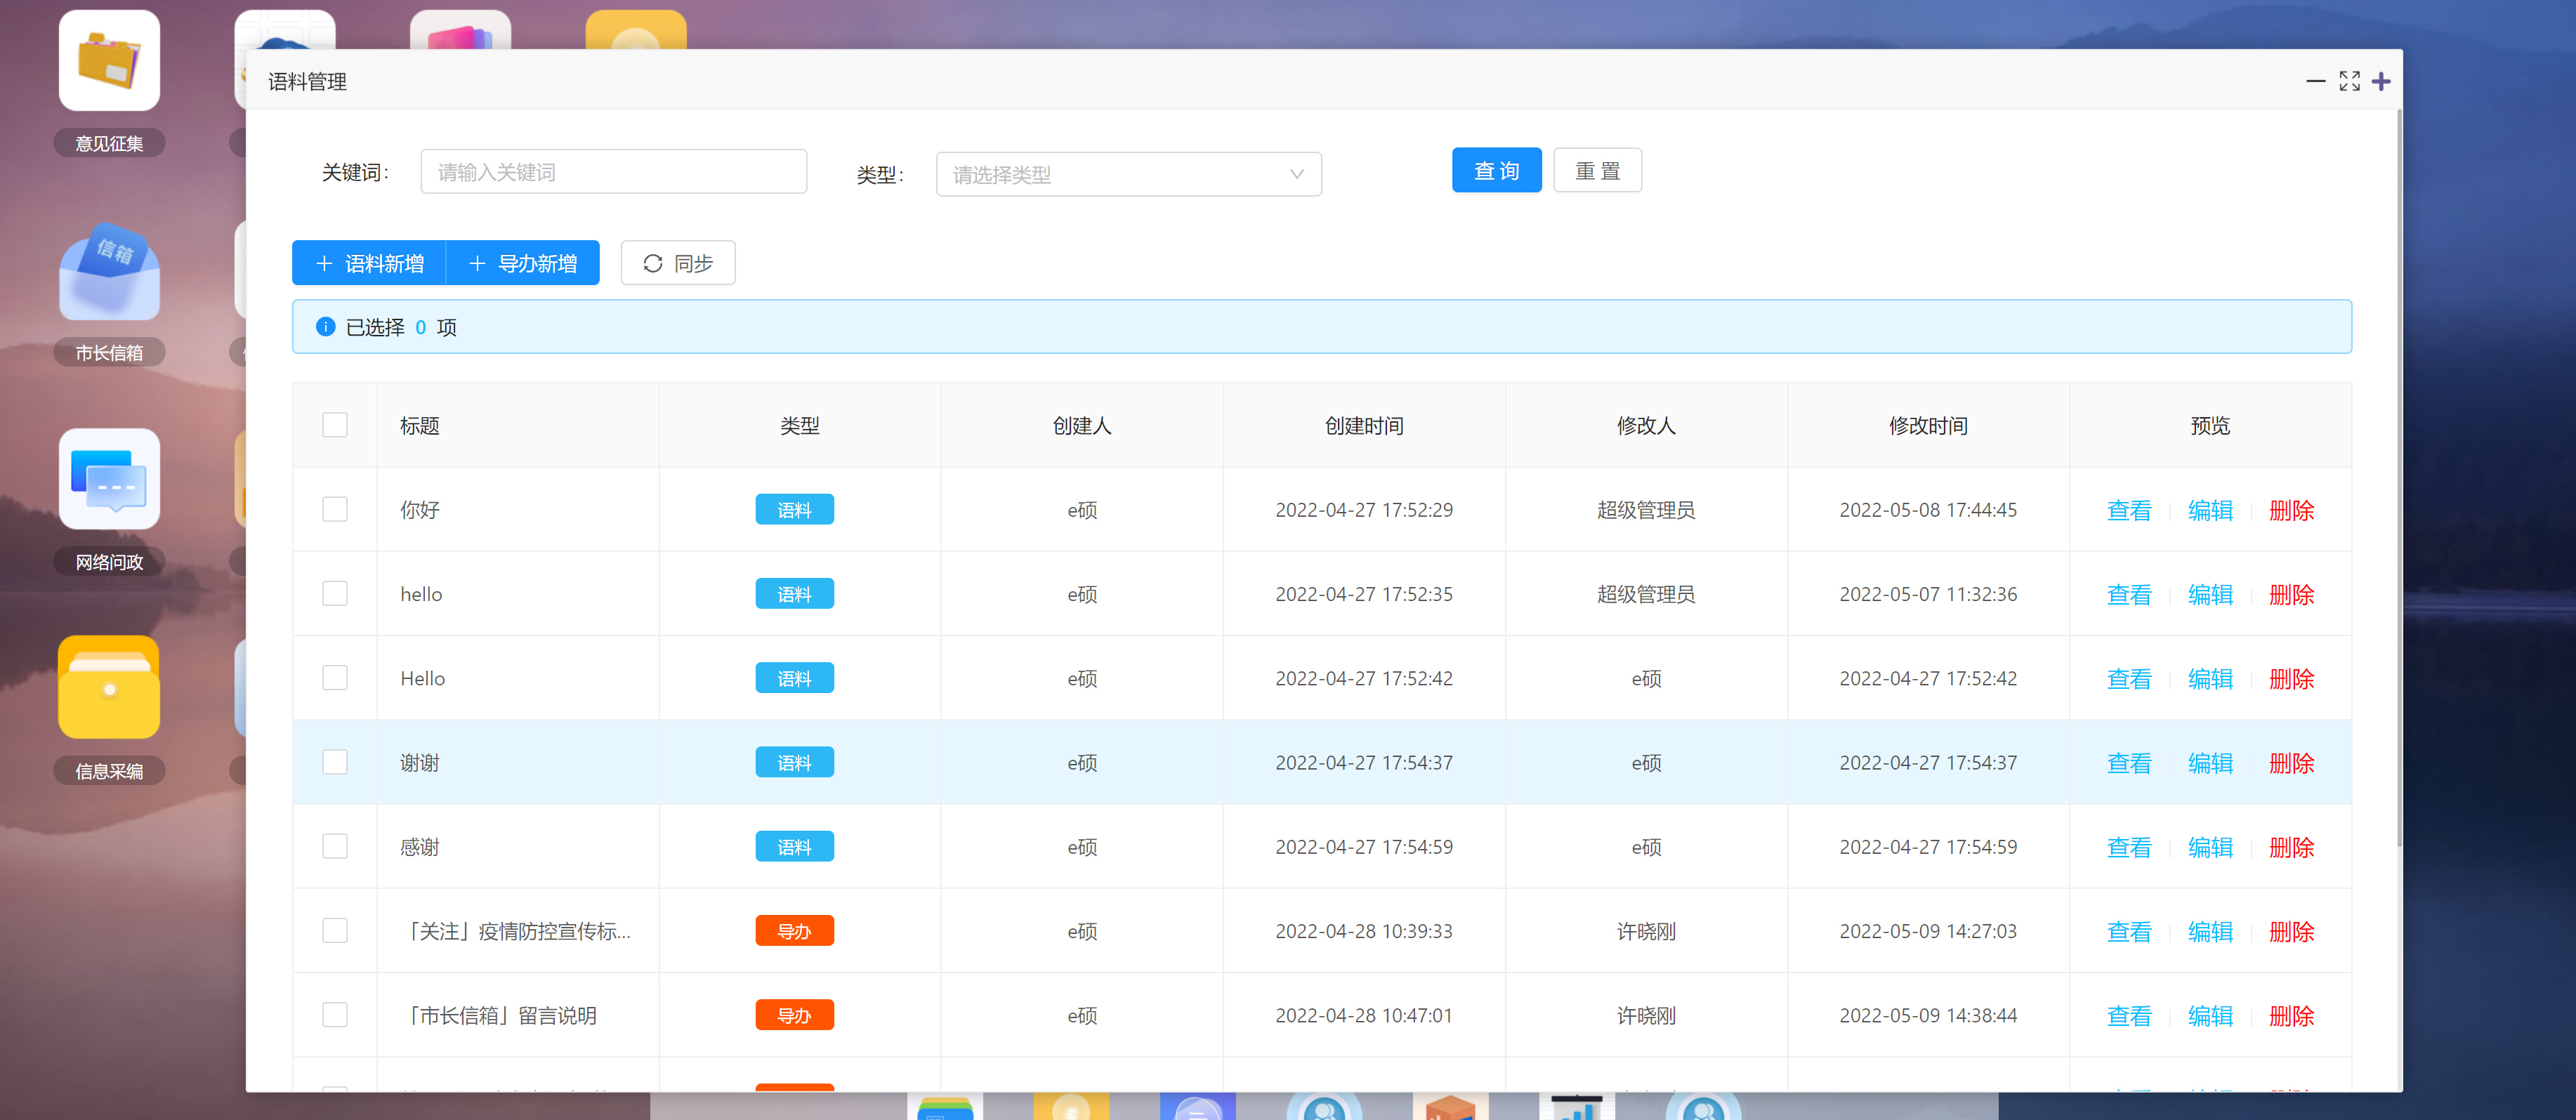 语料管理
关键词: 请输入关键词 类型: 请选择类型 查询 重置
语料新增 导办新增 同步
已选择 0 项
标题 类型 创建人 创建时间 修改人 修改时间 预览
你好 语料 e硕 2022-04-27 17:52:29 超级管理员 2022-05-08 17:44:45 查看 编辑 删除
hello 语料 e硕 2022-04-27 17:52:35 超级管理员 2022-05-07 11:32:36 查看 编辑 删除
Hello 语料 e硕 2022-04-27 17:52:42 e硕 2022-04-27 17:52:42 查看 编辑 删除
谢谢 语料 e硕 2022-04-27 17:54:37 e硕 2022-04-27 17:54:37 查看 编辑 删除
感谢 语料 e硕 2022-04-27 17:54:59 e硕 2022-04-27 17:54:59 查看 编辑 删除
「关注」疫情防控宣传标... 导办 e硕 2022-04-28 10:39:33 许晓刚 2022-05-09 14:27:03 查看 编辑 删除
「市长信箱」留言说明 导办 e硕 2022-04-28 10:47:01 许晓刚 2022-05-09 14:38:44 查看 编辑 删除
意见征集
信箱
市长信箱
网络问政
信息采编